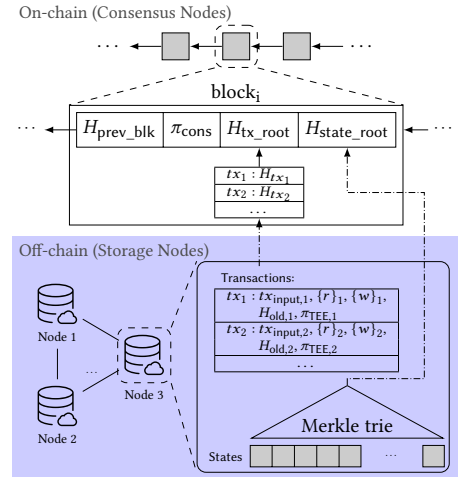 On-chain (Consensus Nodes)
... ...
block_i
... H_prev_blk π_cons H_tx_root H_state_root ...
tx_1 : H_tx_1
tx_2 : H_tx_2
...
Off-chain (Storage Nodes)
Transactions:
tx_1 : tx_input,1, {r}_1, {w}_1,
H_old,1, π_TEE,1
tx_2 : tx_input,2, {r}_2, {w}_2,
H_old,2, π_TEE,2
...
Node 1
...
Node 2
Node 3
Merkle trie
States ...